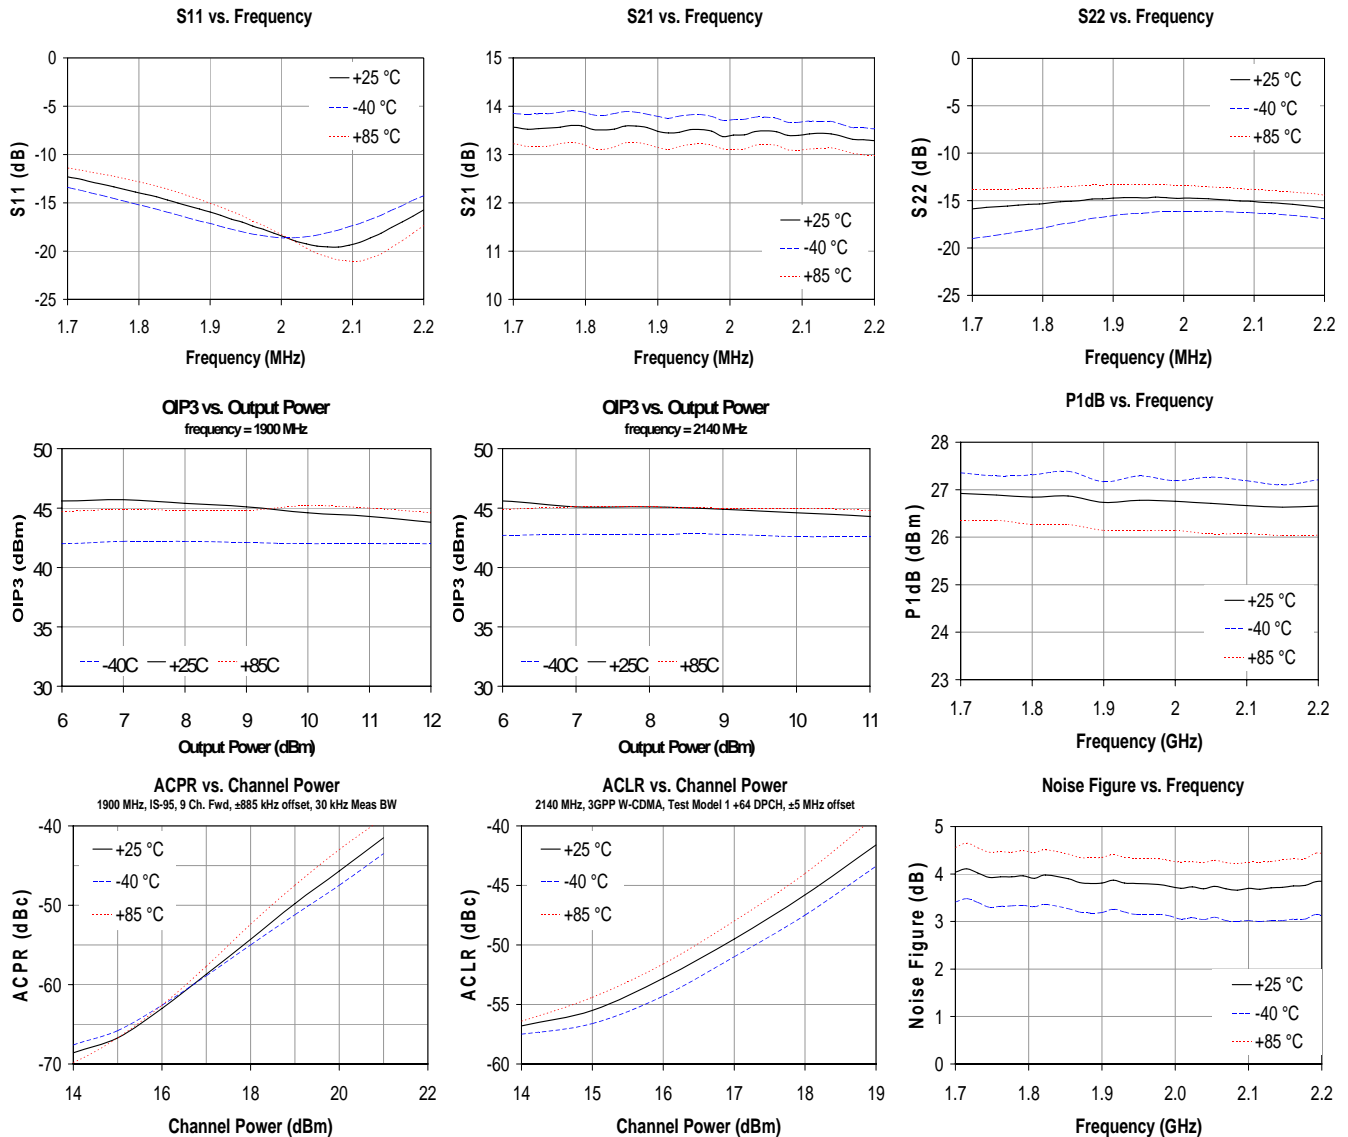 S11 vs. Frequency
0
-5
-10
-15
-20
-25
S11 (dB)
+25 °C
-40 °C
+85 °C
1.7 1.8 1.9 2 2.1 2.2
Frequency (MHz)
S21 vs. Frequency
15
14
13
12
11
10
S21 (dB)
+25 °C
-40 °C
+85 °C
1.7 1.8 1.9 2 2.1 2.2
Frequency (MHz)
S22 vs. Frequency
0
-5
-10
-15
-20
-25
S22 (dB)
+25 °C
-40 °C
+85 °C
1.7 1.8 1.9 2 2.1 2.2
Frequency (MHz)
OIP3 vs. Output Power
frequency = 1900 MHz
50
45
40
35
30
OIP3 (dBm)
-40C +25C +85C
6 7 8 9 10 11 12
Output Power (dBm)
OIP3 vs. Output Power
frequency = 2140 MHz
50
45
40
35
30
OIP3 (dBm)
-40C +25C +85C
6 7 8 9 10 11
Output Power (dBm)
P1dB vs. Frequency
28
27
26
25
24
23
P1dB (dBm)
+25 °C
-40 °C
+85 °C
1.7 1.8 1.9 2 2.1 2.2
Frequency (GHz)
ACPR vs. Channel Power
1900 MHz, IS-95, 9 Ch. Fwd, ±885 kHz offset, 30 kHz Meas BW
-40
-50
-60
-70
ACPR (dBc)
+25 °C
-40 °C
+85 °C
14 16 18 20 22
Channel Power (dBm)
ACLR vs. Channel Power
2140 MHz, 3GPP W-CDMA, Test Model 1 +64 DPCH, ±5 MHz offset
-40
-45
-50
-55
-60
ACLR (dBc)
+25 °C
-40 °C
+85 °C
14 15 16 17 18 19
Channel Power (dBm)
Noise Figure vs. Frequency
5
4
3
2
1
0
Noise Figure (dB)
+25 °C
-40 °C
+85 °C
1.7 1.8 1.9 2.0 2.1 2.2
Frequency (GHz)